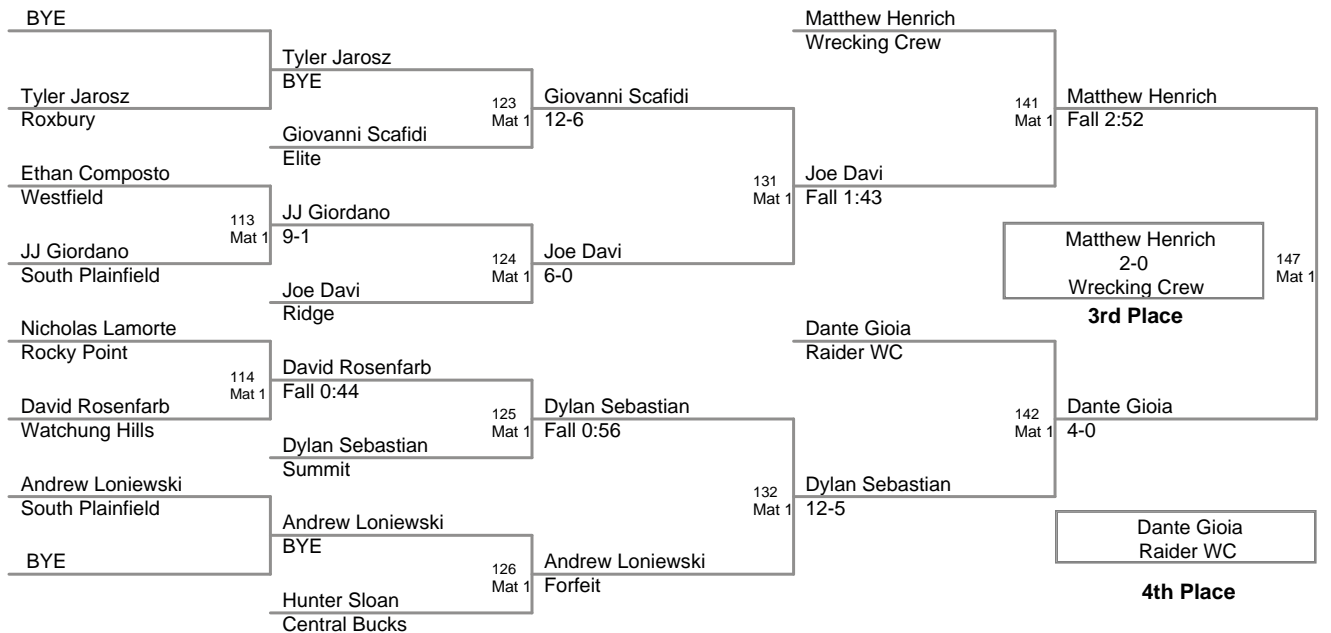 BYE
Tyler Jarosz
Roxbury
Ethan Composto
Westfield
113
Mat 1
JJ Giordano
South Plainfield
Nicholas Lamorte
Rocky Point
114
Mat 1
David Rosenfarb
Watchung Hills
Andrew Loniewski
South Plainfield
BYE
Tyler Jarosz
BYE
123
Mat 1
Giovanni Scafidi
Elite
JJ Giordano
9-1
124
Mat 1
Joe Davi
Ridge
David Rosenfarb
Fall 0:44
125
Mat 1
Dylan Sebastian
Summit
Andrew Loniewski
BYE
126
Mat 1
Hunter Sloan
Central Bucks
Giovanni Scafidi
12-6
131
Mat 1
Joe Davi
6-0
Dylan Sebastian
Fall 0:56
132
Mat 1
Andrew Loniewski
Forfeit
Matthew Henrich
Wrecking Crew
141
Mat 1
Joe Davi
Fall 1:43
Dante Gioia
Raider WC
142
Mat 1
Dylan Sebastian
12-5
Matthew Henrich
Fall 2:52
Matthew Henrich
2-0
Wrecking Crew
3rd Place
147
Mat 1
Dante Gioia
4-0
Dante Gioia
Raider WC
4th Place